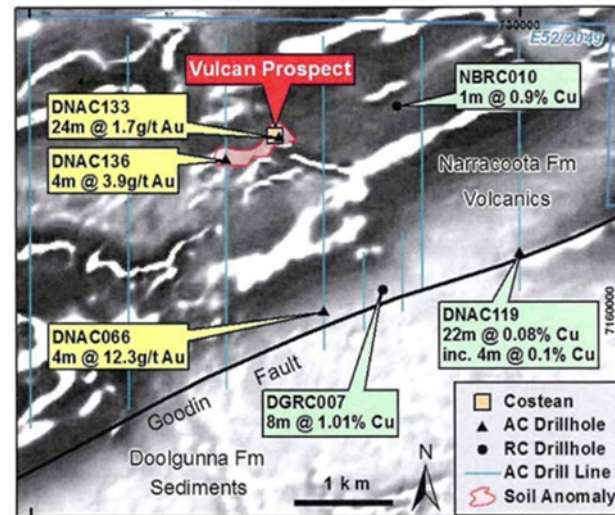 730000
E52/2049
Vulcan Prospect
NBRC010
1m @ 0.9% Cu
DNAC133
24m @ 1.7g/t Au
DNAC136
4m @ 3.9g/t Au
Narracoota Fm
Volcanics
7716000
DNAC066
4m @ 12.3g/t Au
DNAC119
22m @ 0.08% Cu
inc. 4m @ 0.1% Cu
Goodin Fault
DGRC007
8m @ 1.01% Cu
Doolgunna Fm
Sediments
1 km
N
Costean
AC Drillhole
RC Drillhole
AC Drill Line
Soil Anomaly